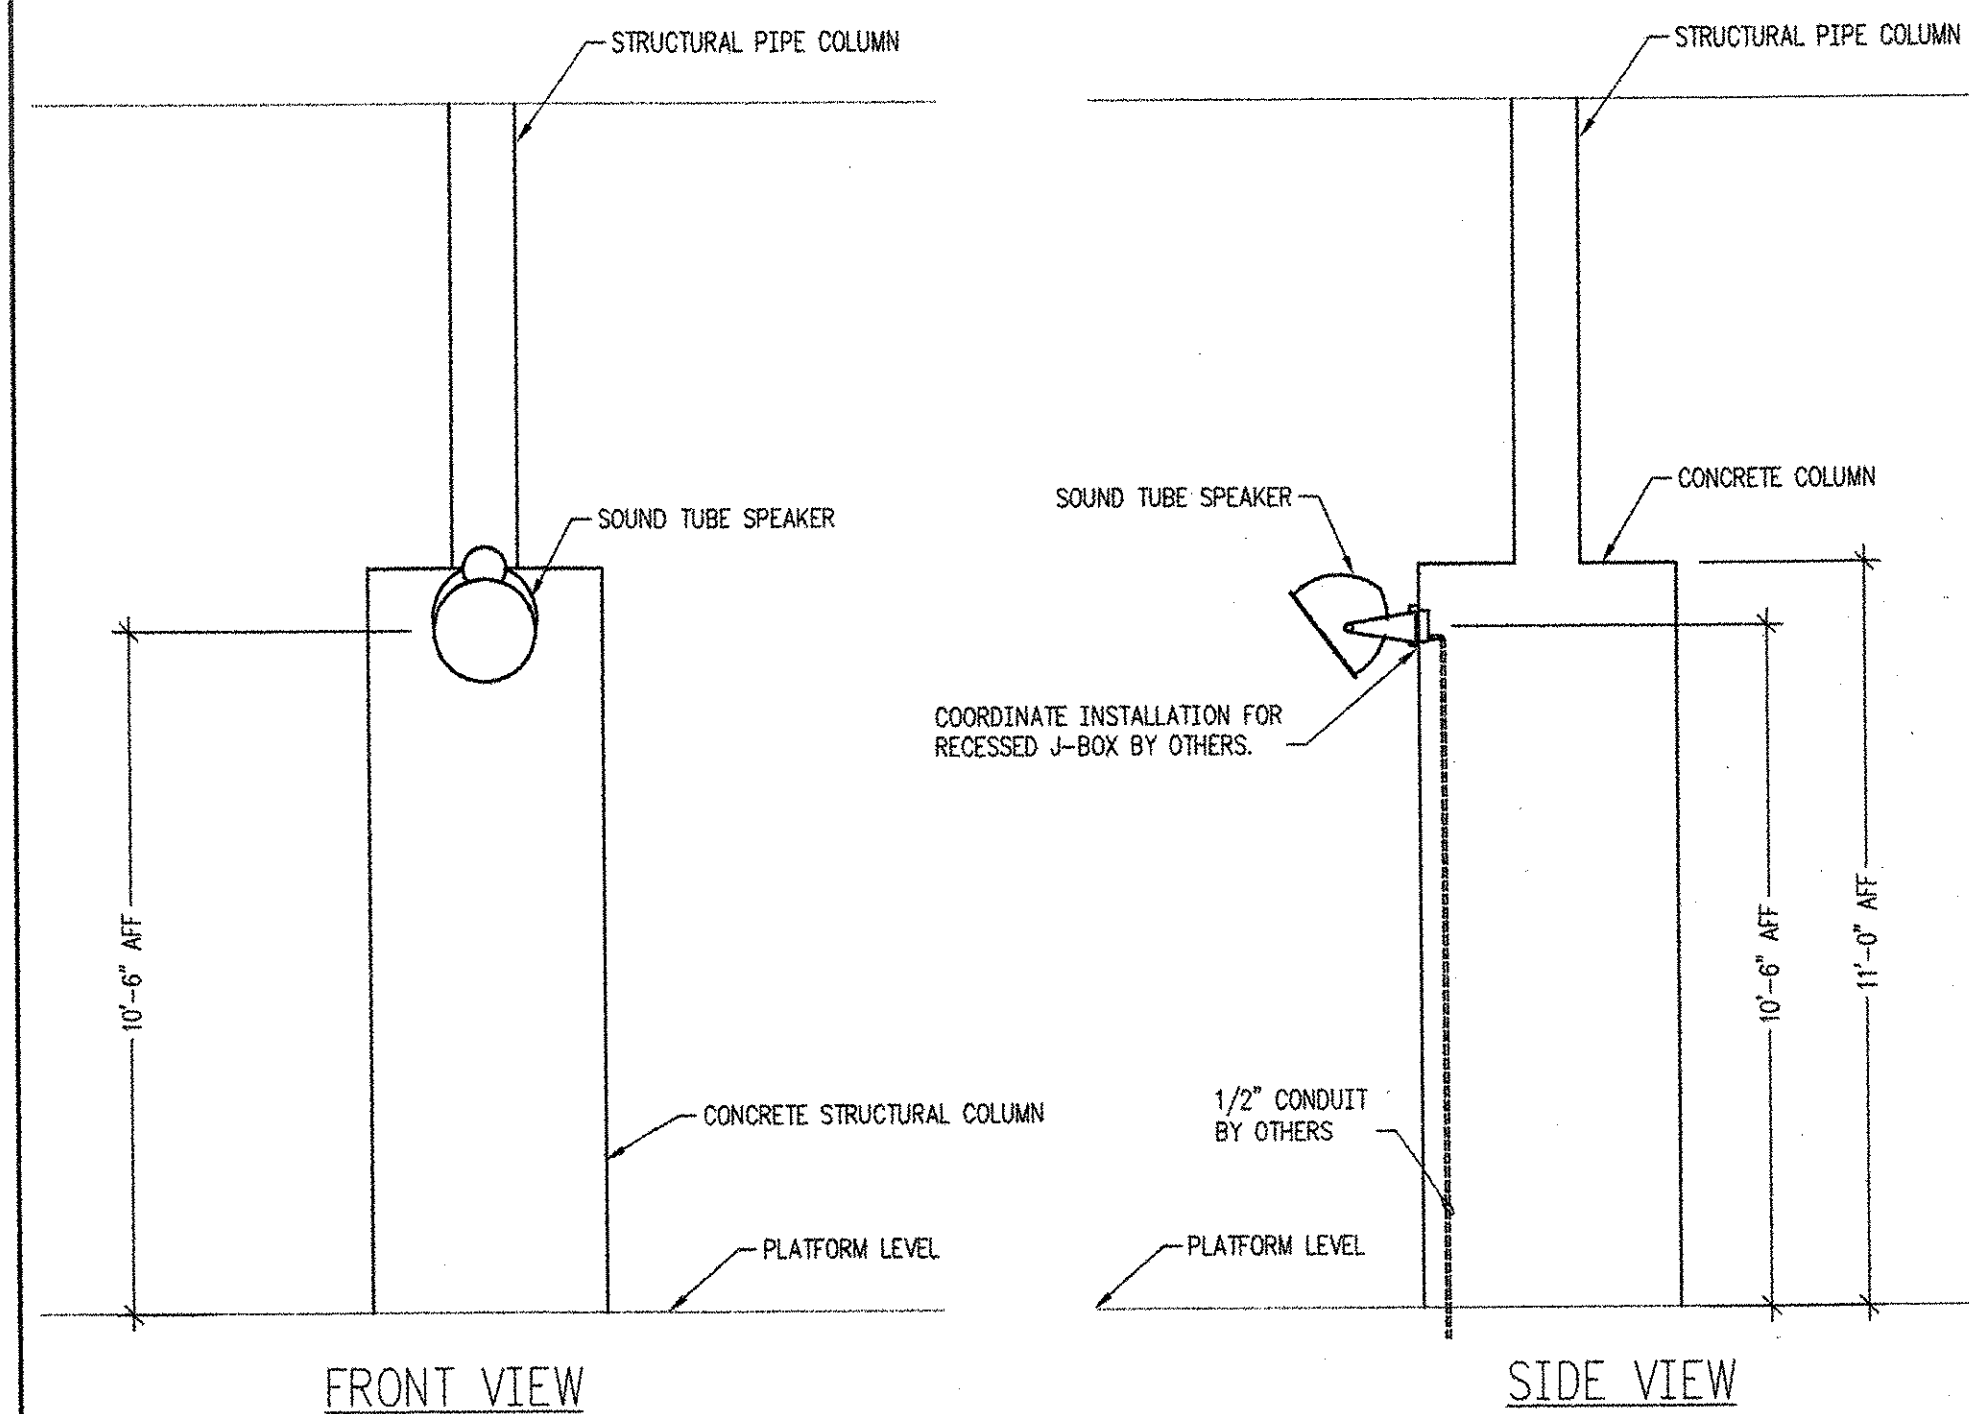 STRUCTURAL PIPE COLUMN
SOUND TUBE SPEAKER
10'-6" AFF
CONCRETE STRUCTURAL COLUMN
PLATFORM LEVEL
FRONT VIEW
STRUCTURAL PIPE COLUMN
CONCRETE COLUMN
SOUND TUBE SPEAKER
COORDINATE INSTALLATION FOR
RECESSED J-BOX BY OTHERS.
10'-6" AFF
11'-0" AFF
1/2" CONDUIT
BY OTHERS
PLATFORM LEVEL
SIDE VIEW